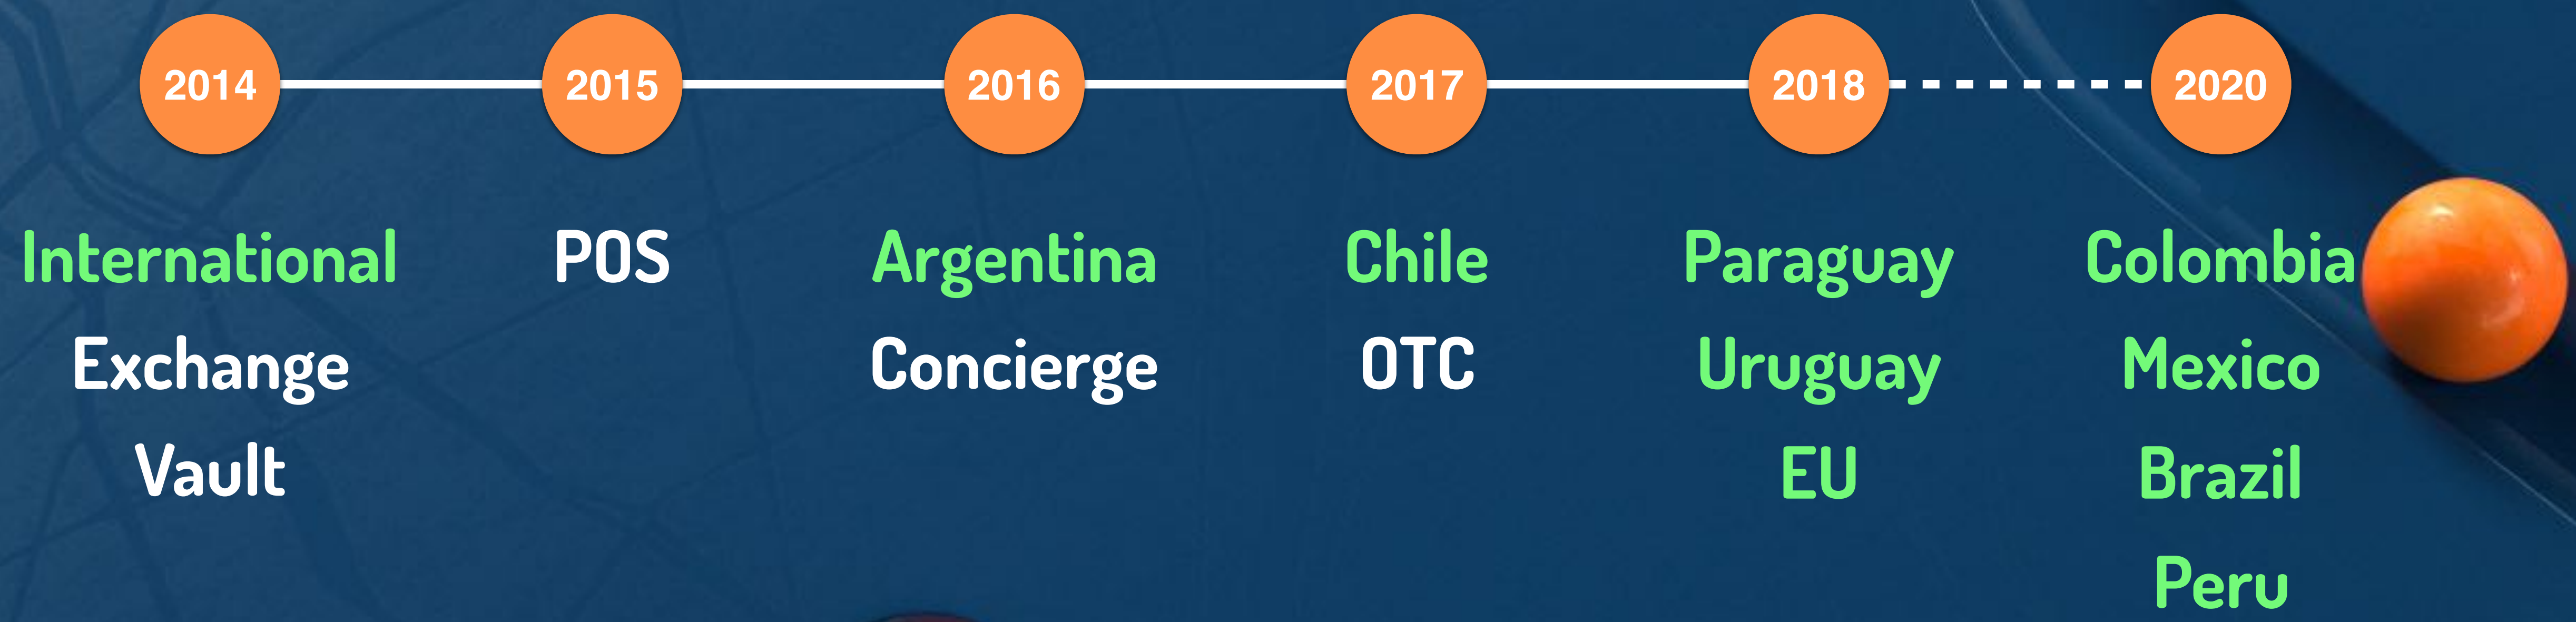 2014 2015 2016 2017 2018 2020
International POS Argentina Chile Paraguay Colombia
Exchange Concierge OTC Uruguay Mexico
Vault EU Brazil
Peru